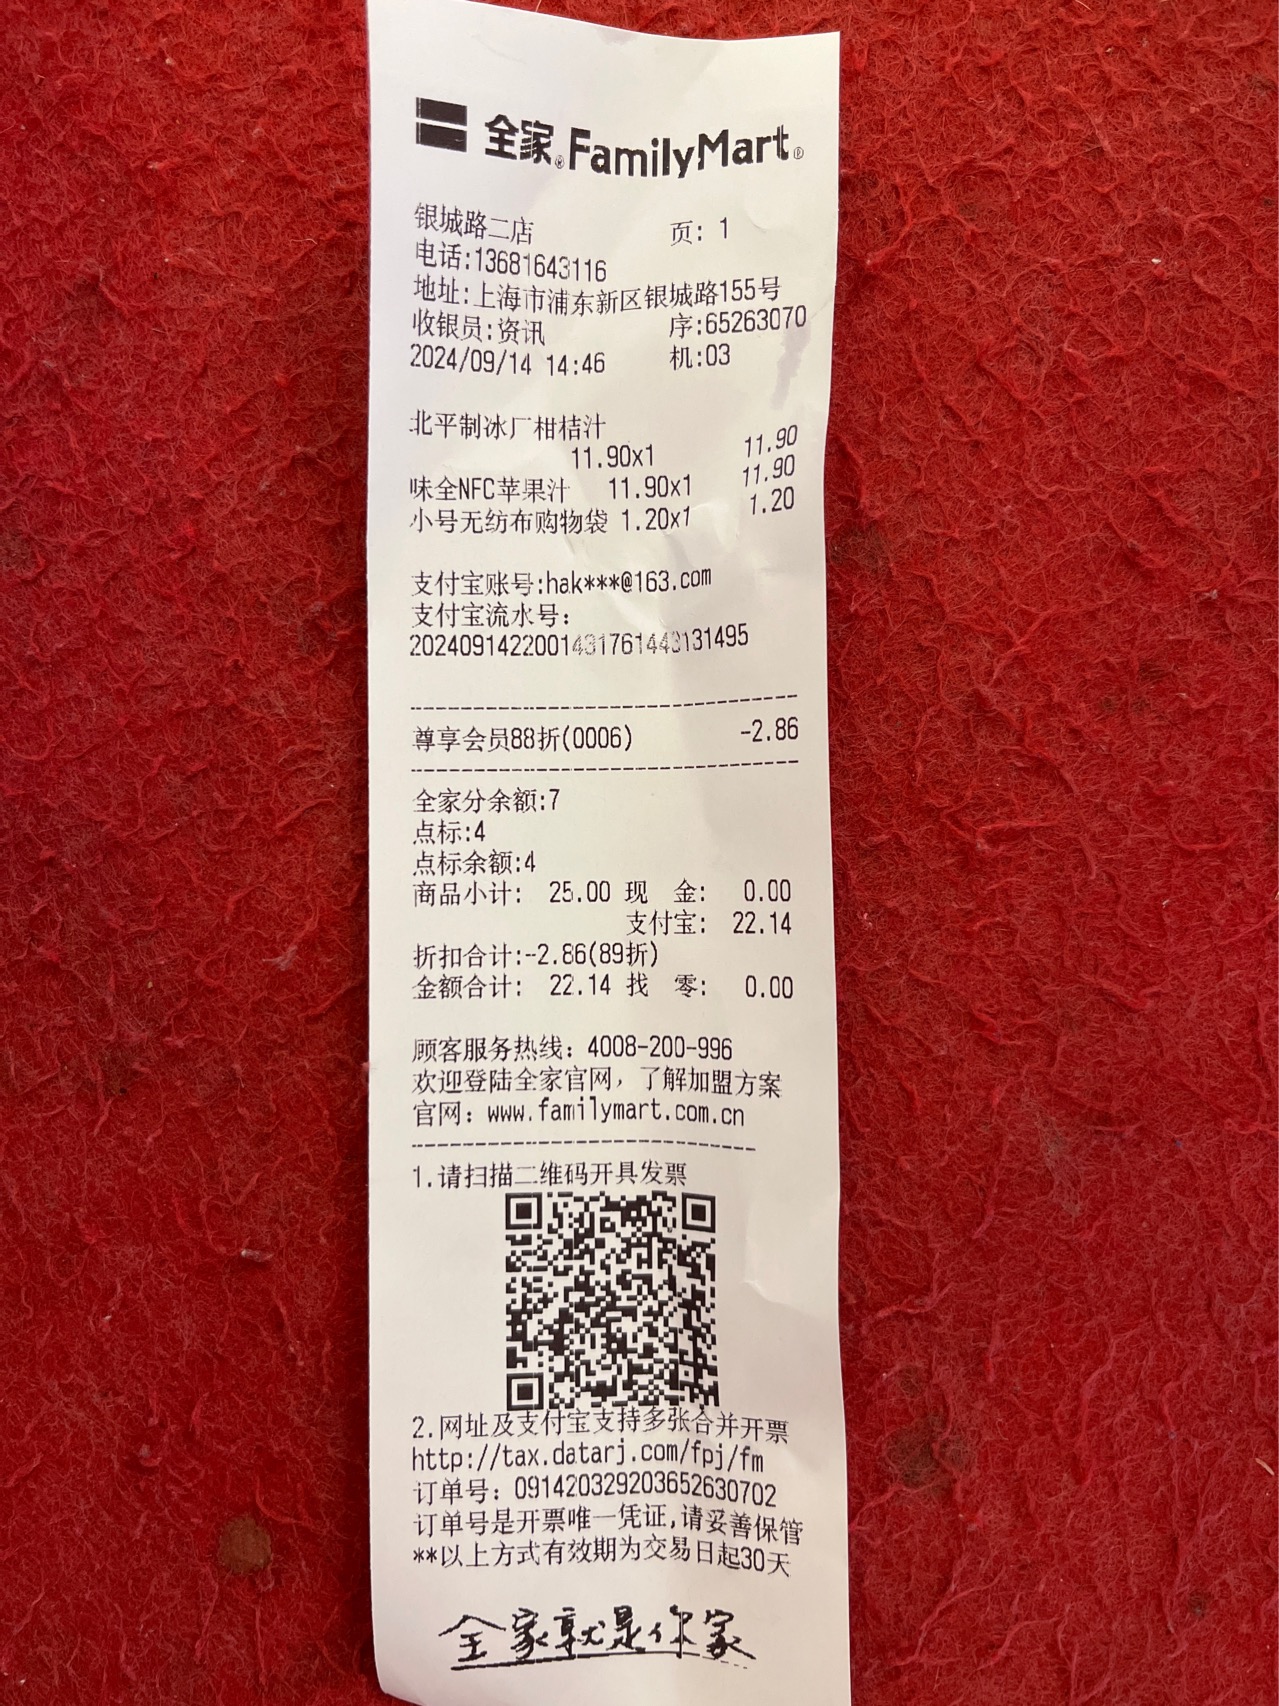 全家®FamilyMart®
银城路二店 页: 1
电话:13681643116
地址:上海市浦东新区银城路155号
收银员:资讯 序:65263070
2024/09/14 14:46 机:03
北平制冰厂柑桔汁
11.90x1 11.90
味全NFC苹果汁 11.90x1 11.90
小号无纺布购物袋 1.20x1 1.20
支付宝账号:hak***@163.com
支付宝流水号:
2024091422001431761443131495
尊享会员88折(0006) -2.86
全家分余额:7
点标:4
点标余额:4
商品小计: 25.00 现 金: 0.00
支付宝: 22.14
折扣合计:-2.86(89折)
金额合计: 22.14 找 零: 0.00
顾客服务热线: 4008-200-996
欢迎登陆全家官网, 了解加盟方案
官网: www.familymart.com.cn
1.请扫描二维码开具发票
2.网址及支付宝支持多张合并开票
http://tax.datarj.com/fpj/fm
订单号: 091420329203652630702
订单号是开票唯一凭证,请妥善保管
**以上方式有效期为交易日起30天
全家就是你家